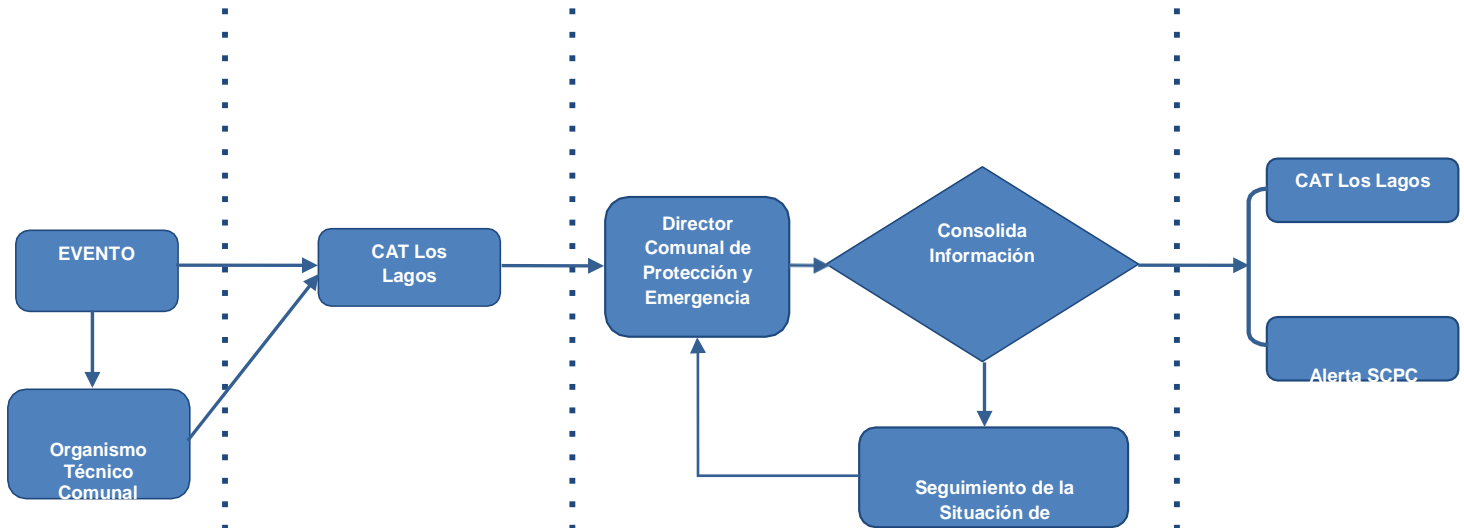 EVENTO
Organismo
Técnico
Comunal
CAT Los
Lagos
Director
Comunal de
Protección y
Emergencia
Consolida
Información
Seguimiento de la
Situación de
CAT Los Lagos
Alerta SCPC